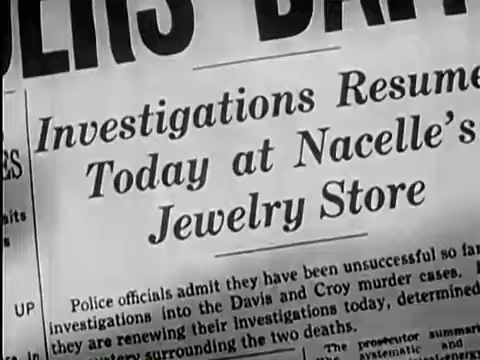 Investigations Resume
Today at Nacelle's
Jewelry Store
sits
UP
Police officials admit they have been unsuccessful so far
investigations into the Davis and Croy murder cases.
they are renewing their investigations today, determined
surrounding the two deaths.
The prosecutor
systematic and
in